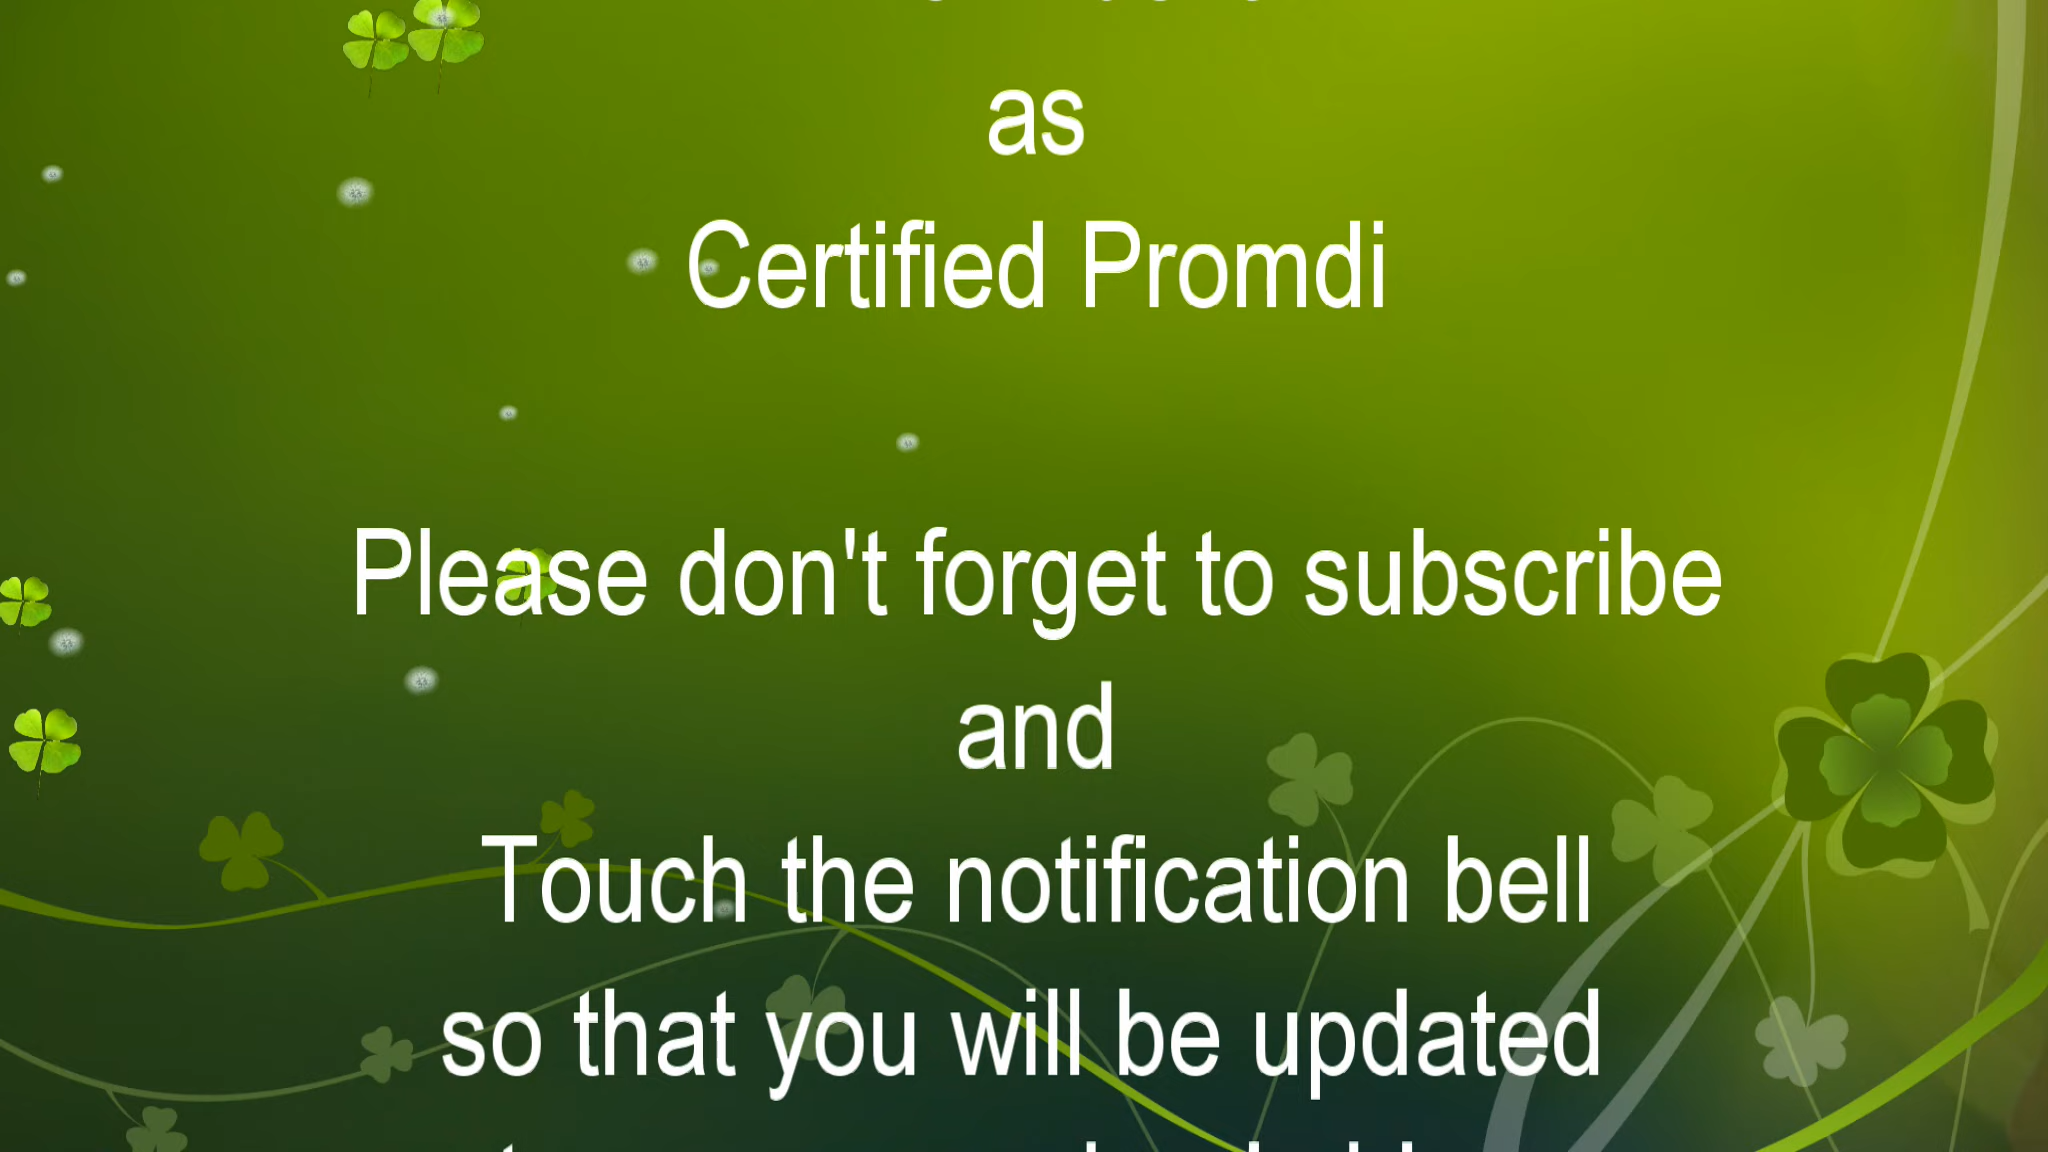 as
Certified Promdi
Please don't forget to subscribe
and
Touch the notification bell
so that you will be updated